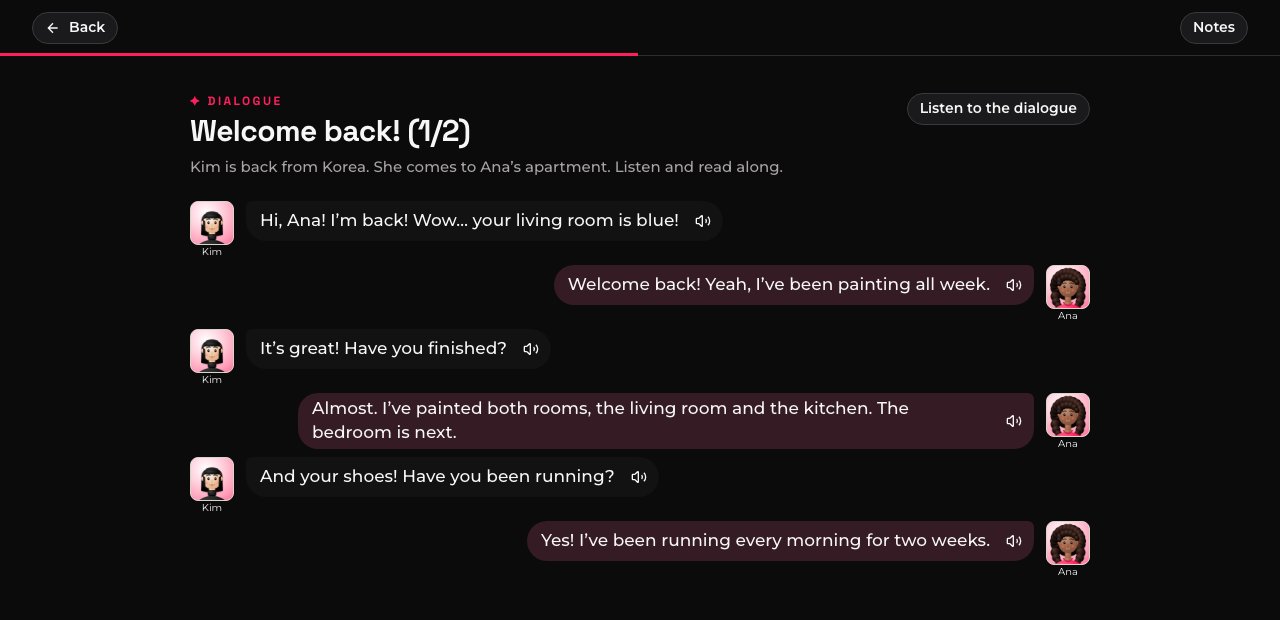 Back
Notes
DIALOGUE
Welcome back! (1/2)
Listen to the dialogue
Kim is back from Korea. She comes to Ana’s apartment. Listen and read along.
Hi, Ana! I’m back! Wow... your living room is blue!
Kim
Welcome back! Yeah, I’ve been painting all week.
Ana
It’s great! Have you finished?
Kim
Almost. I’ve painted both rooms, the living room and the kitchen. The
bedroom is next.
Ana
And your shoes! Have you been running?
Kim
Yes! I’ve been running every morning for two weeks.
Ana